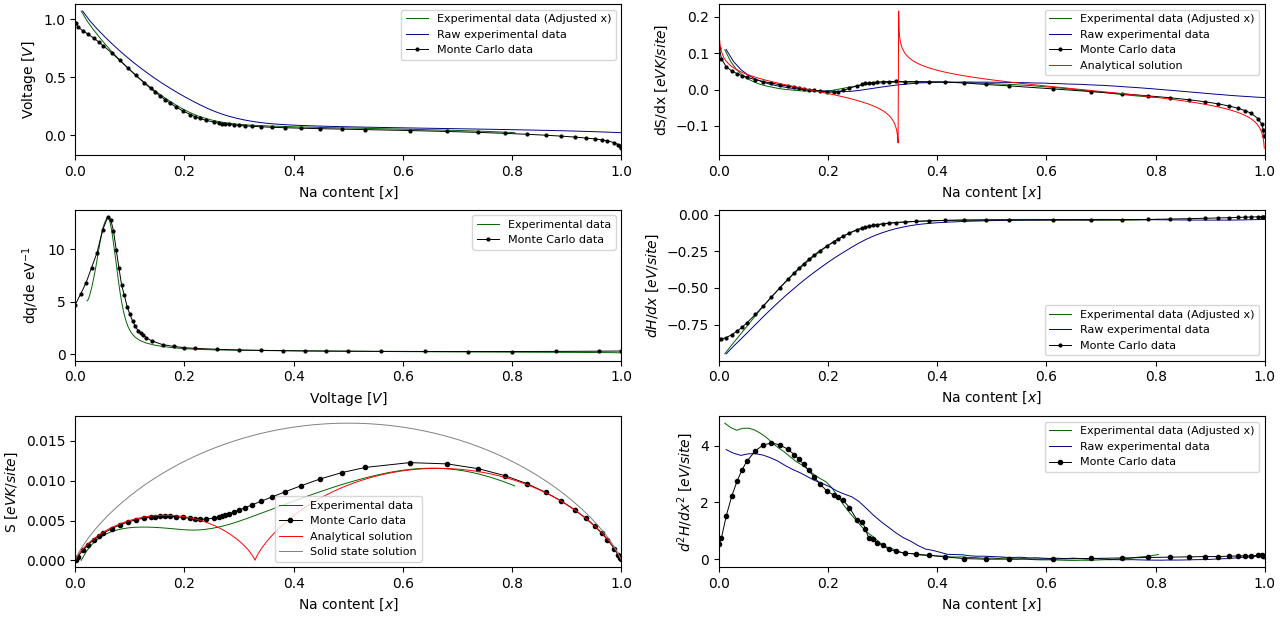 1.0
0.5
0.0
Voltage [V]
Experimental data (Adjusted x)
Raw experimental data
Monte Carlo data
0.0 0.2 0.4 0.6 0.8 1.0
Na content [x]
0.2
0.1
0.0
−0.1
dS/dx [eVK/site]
Experimental data (Adjusted x)
Raw experimental data
Monte Carlo data
Analytical solution
0.0 0.2 0.4 0.6 0.8 1.0
Na content [x]
10
5
0
dq/de eV⁻¹
Experimental data
Monte Carlo data
0.0 0.2 0.4 0.6 0.8 1.0
Voltage [V]
0.00
−0.25
−0.50
−0.75
dH/dx [eV/site]
Experimental data (Adjusted x)
Raw experimental data
Monte Carlo data
0.0 0.2 0.4 0.6 0.8 1.0
Na content [x]
0.015
0.010
0.005
0.000
S [eVK/site]
Experimental data
Monte Carlo data
Analytical solution
Solid state solution
0.0 0.2 0.4 0.6 0.8 1.0
Na content [x]
4
2
0
d²H/dx² [eV/site]
Experimental data (Adjusted x)
Raw experimental data
Monte Carlo data
0.0 0.2 0.4 0.6 0.8 1.0
Na content [x]